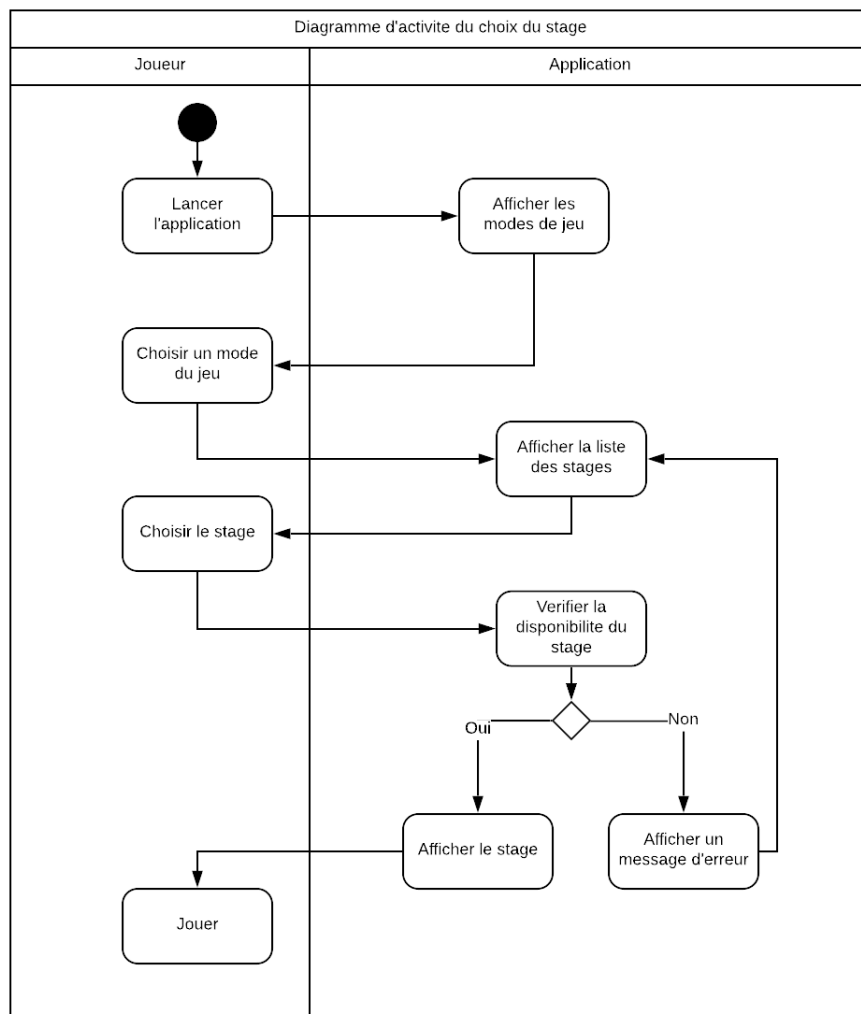 Diagramme d'activite du choix du stage
Joueur
Application
Lancer
l'application
Afficher les
modes de jeu
Choisir un mode
du jeu
Afficher la liste
des stages
Choisir le stage
Verifier la
disponibilite du
stage
Oui
Non
Afficher le stage
Afficher un
message d'erreur
Jouer